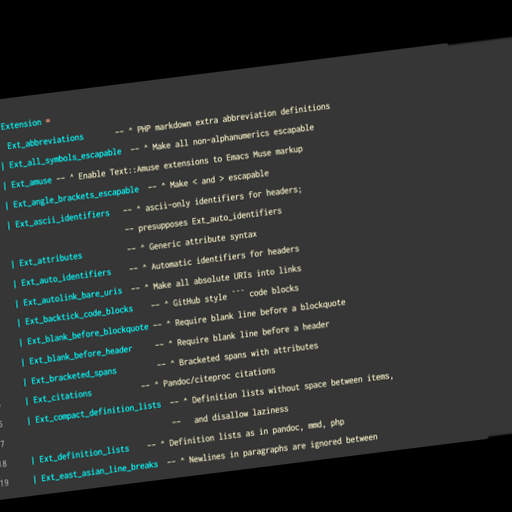 Extension =
Ext_abbreviations -- ^ PHP markdown extra abbreviation definitions
| Ext_all_symbols_escapable -- ^ Make all non-alphanumerics escapable
| Ext_amuse -- ^ Enable Text::Amuse extensions to Emacs Muse markup
| Ext_angle_brackets_escapable -- ^ Make < and > escapable
| Ext_ascii_identifiers -- ^ ascii-only identifiers for headers;
-- presupposes Ext_auto_identifiers
| Ext_attributes -- ^ Generic attribute syntax
| Ext_auto_identifiers -- ^ Automatic identifiers for headers
| Ext_autolink_bare_uris -- ^ Make all absolute URIs into links
| Ext_backtick_code_blocks -- ^ GitHub style ``` code blocks
| Ext_blank_before_blockquote -- ^ Require blank line before a blockquote
| Ext_blank_before_header -- ^ Require blank line before a header
| Ext_bracketed_spans -- ^ Bracketed spans with attributes
| Ext_citations -- ^ Pandoc/citeproc citations
6 | Ext_compact_definition_lists -- ^ Definition lists without space between items,
7 -- and disallow laziness
18 | Ext_definition_lists -- ^ Definition lists as in pandoc, mmd, php
19 | Ext_east_asian_line_breaks -- ^ Newlines in paragraphs are ignored between